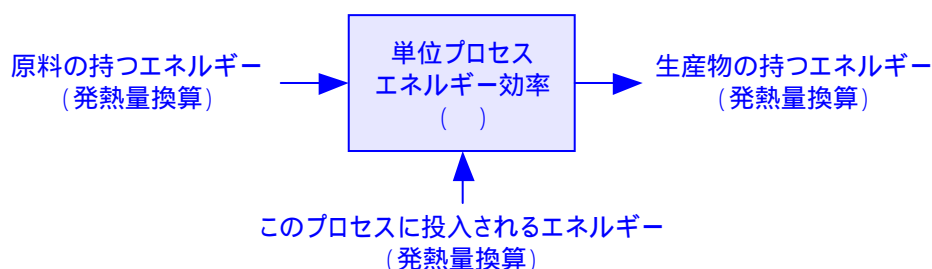 原料の持つエネルギー
(発熱量換算)
単位プロセス
エネルギー効率
(　)
生産物の持つエネルギー
(発熱量換算)
このプロセスに投入されるエネルギー
(発熱量換算)